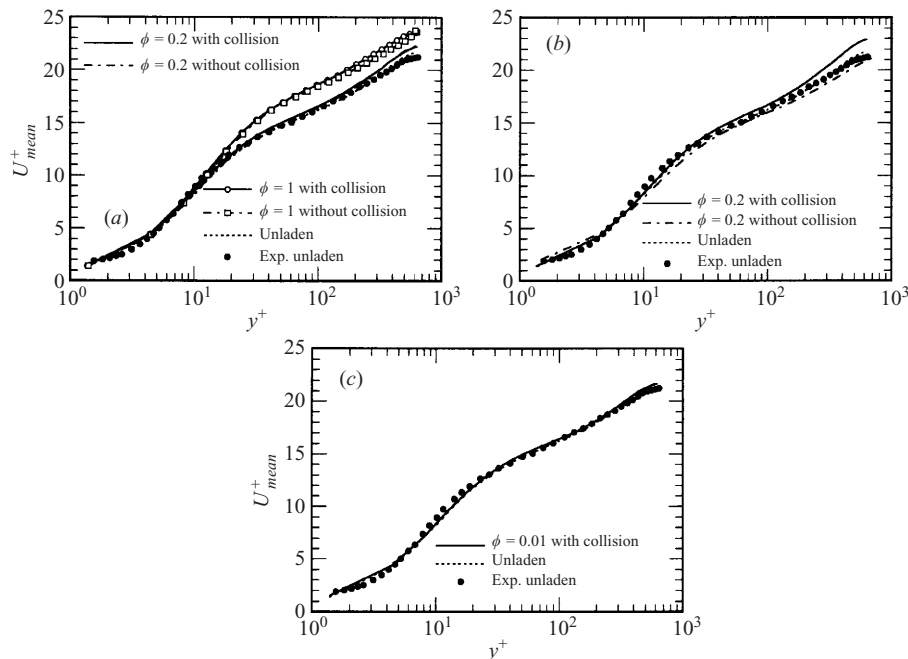 25
20
15
10
5
0
U⁺mean
ϕ = 0.2 with collision
ϕ = 0.2 without collision
(a)
ϕ = 1 with collision
ϕ = 1 without collision
Unladen
Exp. unladen
10⁰ 10¹ 10² 10³
y⁺
25
20
15
10
5
0
(b)
ϕ = 0.2 with collision
ϕ = 0.2 without collision
Unladen
Exp. unladen
10⁰ 10¹ 10² 10³
y⁺
25
20
15
10
5
0
U⁺mean
(c)
ϕ = 0.01 with collision
Unladen
Exp. unladen
10⁰ 10¹ 10² 10³
y⁺